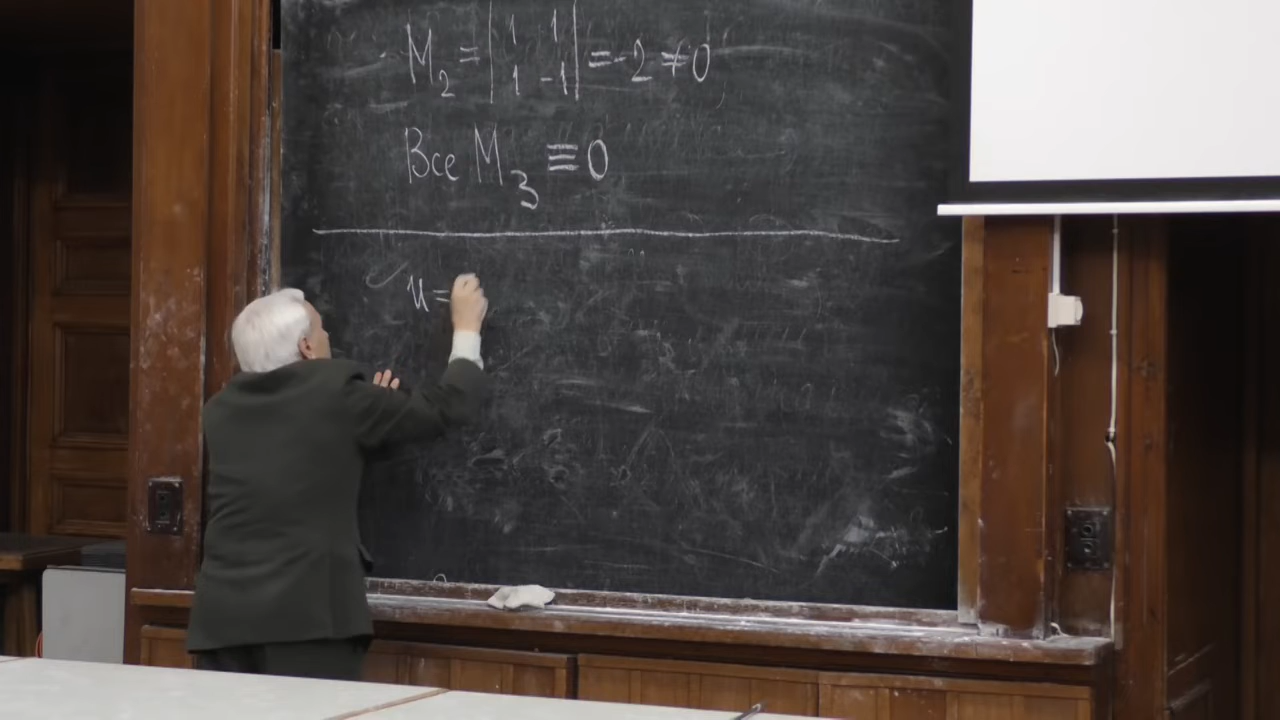 M₂ = | 1 1 ; 1 -1 | = -2 ≠ 0
Все M₃ ≡ 0
u =